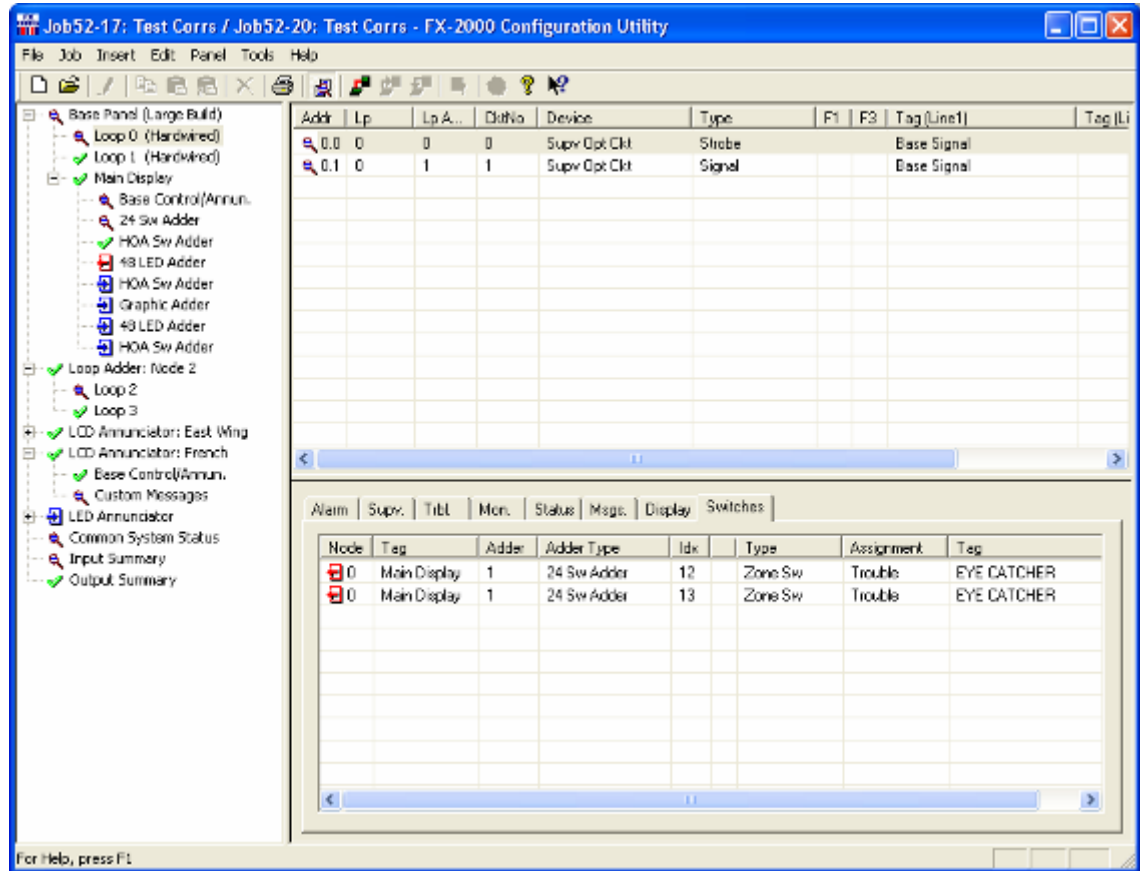 Job52-17: Test Corrs / Job52-20: Test Corrs - FX-2000 Configuration Utility
File Job Insert Edit Panel Tools Help
Base Panel (Large Build)
Loop 0 (Hardwired)
Loop 1 (Hardwired)
Main Display
Base Control/Annun.
24 Sw Adder
HOA Sw Adder
48 LED Adder
HOA Sw Adder
Graphic Adder
48 LED Adder
HOA Sw Adder
Loop Adder: Node 2
Loop 2
Loop 3
LCD Annunciator: East Wing
LCD Annunciator: French
Base Control/Annun.
Custom Messages
LED Annunciator
Common System Status
Input Summary
Output Summary
Addr Lp Lp A... CktNo Device Type F1 F3 Tag (Line1) Tag (Li
0.0 0 0 0 Supv Opt Ckt Strobe Base Signal
0.1 0 1 1 Supv Opt Ckt Signal Base Signal
Alarm Supv. Trbl. Mon. Status Msgs. Display Switches
Node Tag Adder Adder Type Idx Type Assignment Tag
0 Main Display 1 24 Sw Adder 12 Zone Sw Trouble EYE CATCHER
0 Main Display 1 24 Sw Adder 13 Zone Sw Trouble EYE CATCHER
For Help, press F1